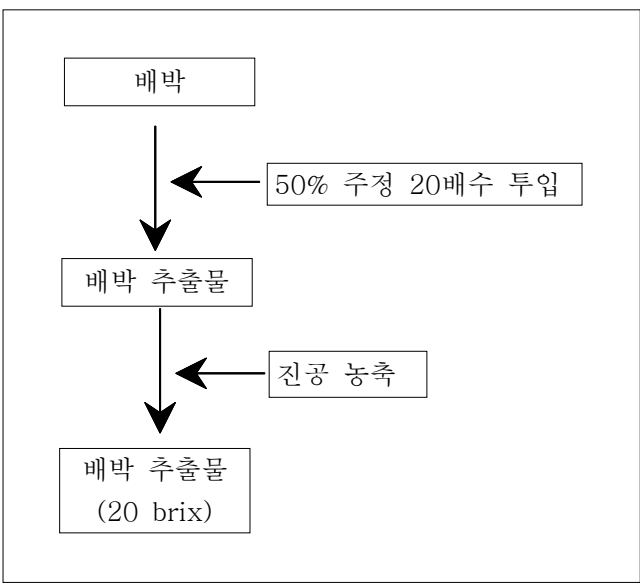 배박
50% 주정 20배수 투입
배박 추출물
진공 농축
배박 추출물
(20 brix)